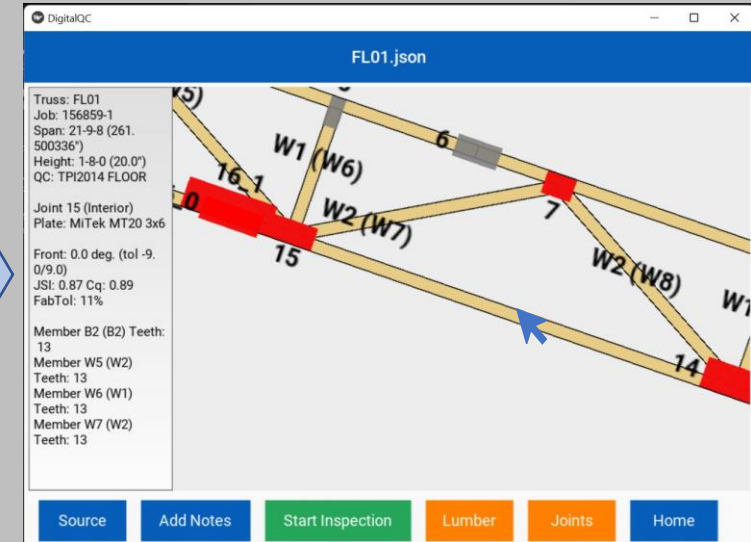 DigitalQC
FL01.json
Truss: FL01
Job: 156859-1
Span: 21-9-8 (261.
500336")
Height: 1-8-0 (20.0")
QC: TPI2014 FLOOR
Joint 15 (Interior)
Plate: MiTek MT20 3x6
Front: 0.0 deg. (tol -9.
0/9.0)
JSI: 0.87 Cq: 0.89
FabTol: 11%
Member B2 (B2) Teeth:
13
Member W5 (W2)
Teeth: 13
Member W6 (W1)
Teeth: 13
Member W7 (W2)
Teeth: 13
W1 (W6)
6
16_1
_0
W2 (W7)
7
15
W2 (W8)
14
Source
Add Notes
Start Inspection
Lumber
Joints
Home